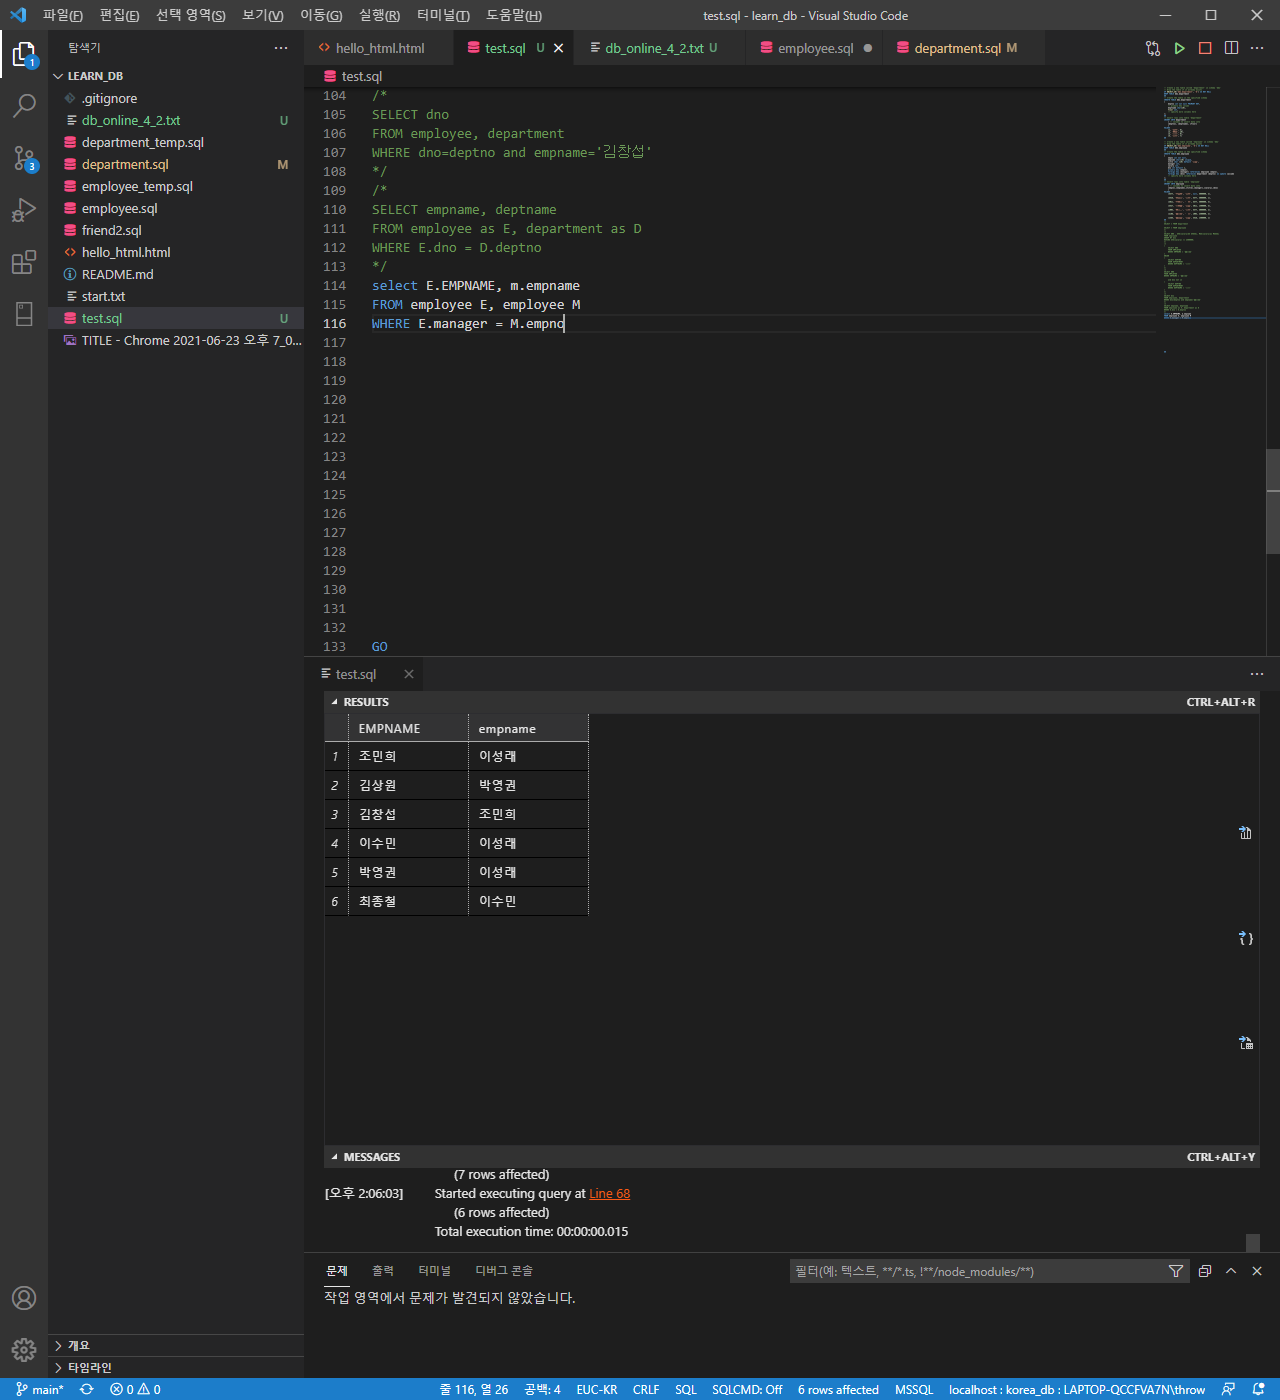 파일(F) 편집(E) 선택 영역(S) 보기(V) 이동(G) 실행(R) 터미널(T) 도움말(H) test.sql - learn_db - Visual Studio Code
탐색기
LEARN_DB
.gitignore
db_online_4_2.txt U
department_temp.sql
department.sql M
employee_temp.sql
employee.sql
friend2.sql
hello_html.html
README.md
start.txt
test.sql U
TITLE - Chrome 2021-06-23 오후 7_0...
개요
타임라인
1
3
hello_html.html test.sql U db_online_4_2.txt U employee.sql department.sql M
test.sql
104 /*
105 SELECT dno
106 FROM employee, department
107 WHERE dno=deptno and empname='김창섭'
108 */
109 /*
110 SELECT empname, deptname
111 FROM employee as E, department as D
112 WHERE E.dno = D.deptno
113 */
114 select E.EMPNAME, m.empname
115 FROM employee E, employee M
116 WHERE E.manager = M.empno
117
118
119
120
121
122
123
124
125
126
127
128
129
130
131
132
133 GO
test.sql
RESULTS CTRL+ALT+R
EMPNAME empname
1 조민희 이성래
2 김상원 박영권
3 김창섭 조민희
4 이수민 이성래
5 박영권 이성래
6 최종철 이수민
MESSAGES CTRL+ALT+Y
(7 rows affected)
[오후 2:06:03] Started executing query at Line 68
(6 rows affected)
Total execution time: 00:00:00.015
문제 출력 터미널 디버그 콘솔 필터(예: 텍스트, **/*.ts, !**/node_modules/**)
작업 영역에서 문제가 발견되지 않았습니다.
main* 0 0 줄 116, 열 26 공백: 4 EUC-KR CRLF SQL SQLCMD: Off 6 rows affected MSSQL localhost : korea_db : LAPTOP-QCCFVA7N\throw